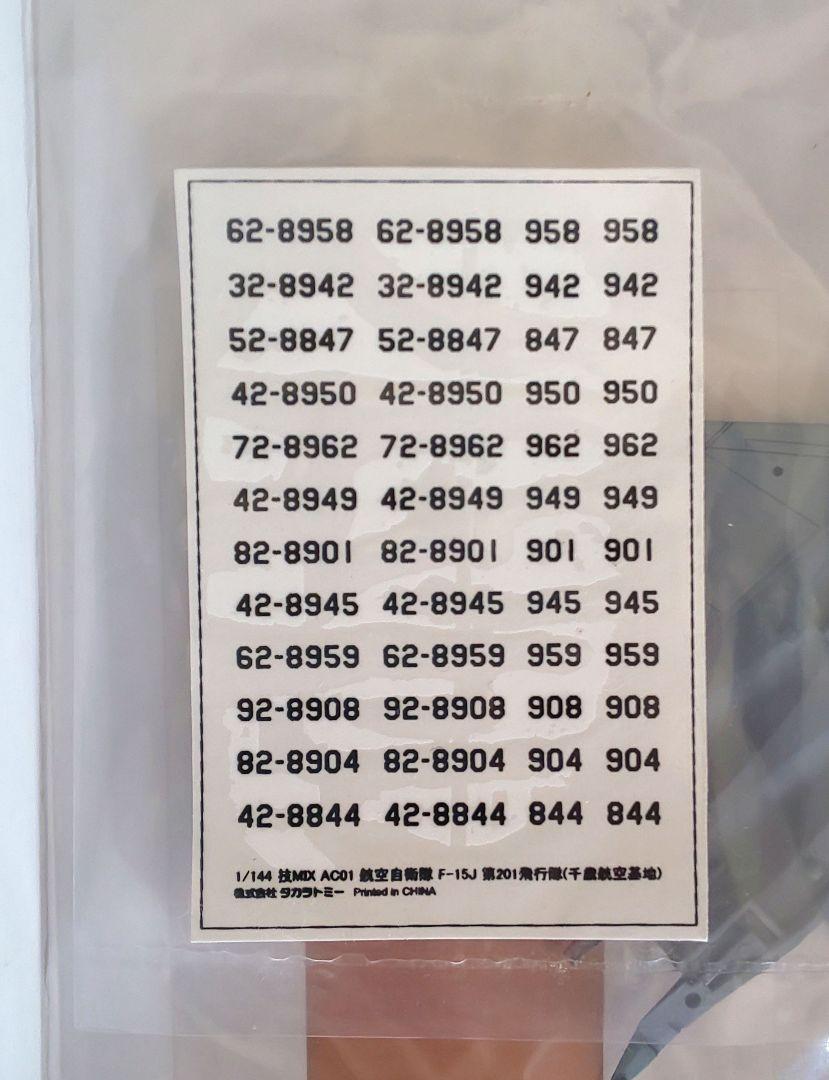 62-8958 62-8958 958 958
32-8942 32-8942 942 942
52-8847 52-8847 847 847
42-8950 42-8950 950 950
72-8962 72-8962 962 962
42-8949 42-8949 949 949
82-8901 82-8901 901 901
42-8945 42-8945 945 945
62-8959 62-8959 959 959
92-8908 92-8908 908 908
82-8904 82-8904 904 904
42-8844 42-8844 844 844
1/144 技MIX AC01 航空自衛隊 F-15J 第201飛行隊(千歳航空基地)
株式会社 タカラトミー Printed in CHINA